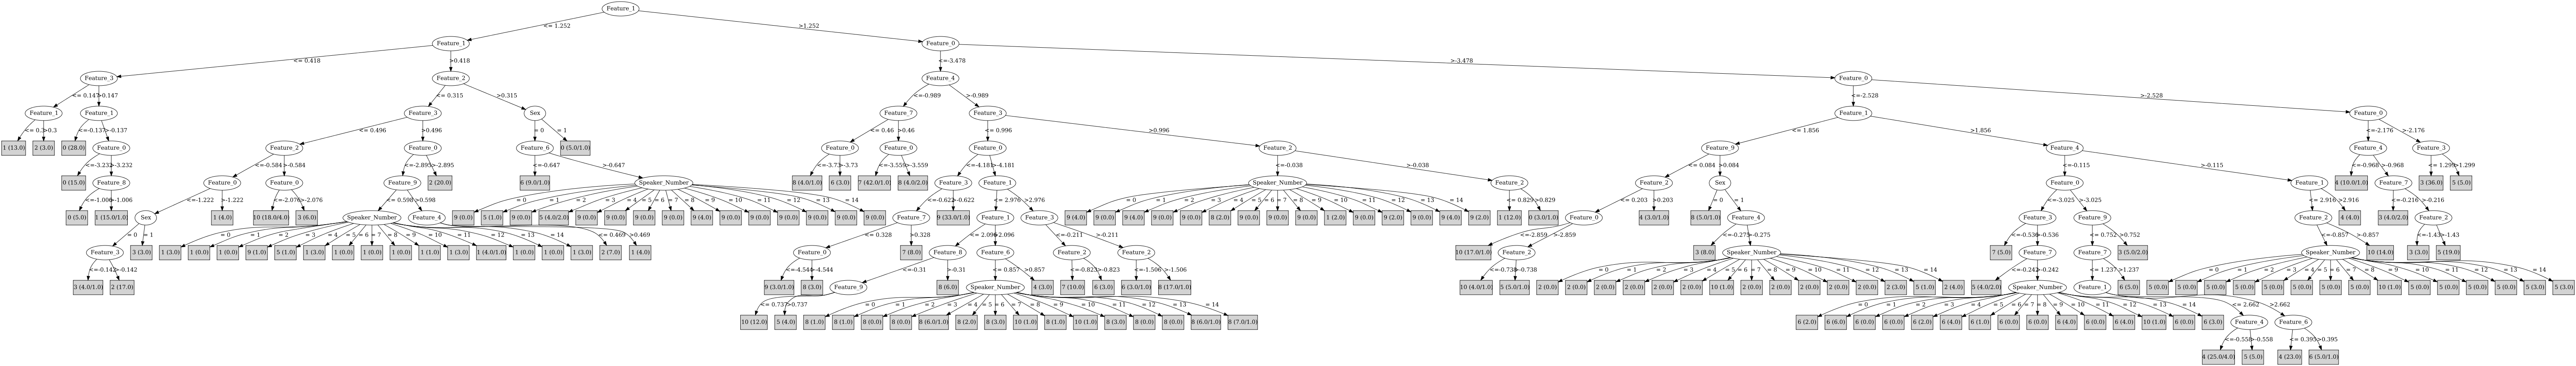 Feature_1
<= 1.252 >1.252
Feature_1 Feature_0
<= 0.418 >0.418 <=-3.478 >-3.478
Feature_3 Feature_2 Feature_4 Feature_0
<= 0.147 >0.147 <= 0.315 >0.315 <=-0.989 >-0.989 <=-2.528 >-2.528
Feature_1 Feature_1 Feature_3 Sex Feature_7 Feature_3 Feature_1 Feature_0
<= 0.3 >0.3 <=-0.137 >-0.137 <= 0.496 >0.496 = 0 = 1 <= 0.46 >0.46 <= 0.996 >0.996 <= 1.856 >1.856 <=-2.176 >-2.176
1 (13.0) 2 (3.0) 0 (28.0) Feature_0 Feature_2 Feature_0 Feature_6 0 (5.0/1.0) Feature_0 Feature_0 Feature_0 Feature_2 Feature_9 Feature_4 Feature_4 Feature_3
<=-3.232 >-3.232 <=-0.584 >-0.584 <=-2.895 >-2.895 <=-0.647 >-0.647 <=-3.73 >-3.73 <=-3.559 >-3.559 <=-4.181 >-4.181 <=-0.038 >-0.038 <= 0.084 >0.084 <=-0.115 >-0.115 <=-0.968 >-0.968 <= 1.299 >1.299
0 (15.0) Feature_8 Feature_0 Feature_0 Feature_9 2 (20.0) 6 (9.0/1.0) Speaker_Number 8 (4.0/1.0) 6 (3.0) 7 (42.0/1.0) 8 (4.0/2.0) Feature_3 Feature_1 Speaker_Number Feature_2 Feature_2 Sex Feature_0 Feature_1 4 (10.0/1.0) Feature_7 3 (36.0) 5 (5.0)
<=-1.006 >-1.006 <=-1.222 >-1.222 <=-2.076 >-2.076 <= 0.598 >0.598 = 0 = 1 = 2 = 3 = 4 = 5 = 6 = 7 = 8 = 9 = 10 = 11 = 12 = 13 = 14 <=-0.622 >-0.622 <= 2.976 >2.976 = 0 = 1 = 2 = 3 = 4 = 5 = 6 = 7 = 8 = 9 = 10 = 11 = 12 = 13 = 14 <= 0.829 >0.829 <= 0.203 >0.203 = 0 = 1 <=-3.025 >-3.025 <= 2.916 >2.916 <=-0.216 >-0.216
0 (5.0) 1 (15.0/1.0) Sex 1 (4.0) 10 (18.0/4.0) 3 (6.0) Speaker_Number Feature_4 9 (0.0) 5 (1.0) 9 (0.0) 1 (4.0/2.0) 9 (0.0) 9 (0.0) 9 (0.0) 9 (0.0) 9 (4.0) 9 (0.0) 9 (0.0) 9 (0.0) 9 (0.0) 9 (0.0) 9 (0.0) Feature_7 9 (33.0/1.0) Feature_1 Feature_3 9 (4.0) 9 (0.0) 9 (4.0) 9 (0.0) 9 (0.0) 8 (2.0) 9 (0.0) 9 (0.0) 9 (0.0) 1 (2.0) 9 (0.0) 9 (2.0) 9 (0.0) 9 (4.0) 9 (2.0) 1 (12.0) 0 (3.0/1.0) Feature_0 4 (3.0/1.0) 8 (5.0/1.0) Feature_4 Feature_3 Feature_9 Feature_2 4 (4.0) 3 (4.0/2.0) Feature_2
= 0 = 1 = 0 = 1 = 2 = 3 = 4 = 5 = 6 = 7 = 8 = 9 = 10 = 11 = 12 = 13 = 14 <= 0.469 >0.469 <= 0.328 >0.328 <= 2.096 >2.096 <=-0.211 >-0.211 <=-2.859 >-2.859 <=-0.275 >-0.275 <=-0.536 >-0.536 <= 0.752 >0.752 <=-0.857 >-0.857 <=-1.43 >-1.43
Feature_3 3 (3.0) 1 (3.0) 1 (0.0) 1 (0.0) 9 (1.0) 5 (1.0) 1 (3.0) 1 (0.0) 1 (0.0) 1 (0.0) 1 (1.0) 1 (3.0) 1 (4.0/1.0) 1 (0.0) 1 (0.0) 1 (3.0) 2 (7.0) 1 (4.0) Feature_0 7 (8.0) Feature_8 Feature_6 Feature_2 Feature_2 10 (17.0/1.0) Feature_2 3 (8.0) Speaker_Number 7 (5.0) Feature_7 Feature_7 3 (5.0/2.0) Speaker_Number 10 (14.0) 3 (3.0) 5 (19.0)
<=-0.142 >-0.142 <=-4.544 >-4.544 <=-0.31 >-0.31 <= 0.857 >0.857 <=-0.823 >-0.823 <=-1.506 >-1.506 <=-0.738 >-0.738 = 0 = 1 = 2 = 3 = 4 = 5 = 6 = 7 = 8 = 9 = 10 = 11 = 12 = 13 = 14 <=-0.242 >-0.242 <= 1.237 >1.237 = 0 = 1 = 2 = 3 = 4 = 5 = 6 = 7 = 8 = 9 = 10 = 11 = 12 = 13 = 14
3 (4.0/1.0) 2 (17.0) 9 (3.0/1.0) 8 (3.0) Feature_9 8 (6.0) Speaker_Number 4 (3.0) 7 (10.0) 6 (3.0) 6 (3.0/1.0) 8 (17.0/1.0) 10 (4.0/1.0) 5 (3.0/1.0) 2 (0.0) 2 (0.0) 2 (0.0) 2 (0.0) 2 (0.0) 10 (1.0) 2 (0.0) 2 (0.0) 2 (0.0) 2 (0.0) 2 (0.0) 2 (3.0) 5 (1.0) 2 (4.0) 5 (4.0/2.0) Speaker_Number Feature_1 6 (5.0) 5 (0.0) 5 (0.0) 5 (0.0) 5 (0.0) 5 (0.0) 5 (0.0) 5 (0.0) 10 (1.0) 5 (0.0) 5 (0.0) 5 (0.0) 5 (0.0) 5 (3.0) 5 (3.0)
<= 0.737 >0.737 = 0 = 1 = 2 = 3 = 4 = 5 = 6 = 7 = 8 = 9 = 10 = 11 = 12 = 13 = 14 = 0 = 1 = 2 = 3 = 4 = 5 = 6 = 7 = 8 = 9 = 10 = 11 = 12 = 13 = 14 <= 2.662 >2.662
10 (12.0) 5 (4.0) 8 (1.0) 8 (1.0) 8 (0.0) 8 (0.0) 8 (6.0/1.0) 8 (2.0) 8 (3.0) 10 (1.0) 8 (1.0) 10 (1.0) 8 (3.0) 8 (0.0) 8 (0.0) 8 (6.0/1.0) 8 (7.0/1.0) 6 (2.0) 6 (6.0) 6 (0.0) 6 (0.0) 6 (2.0) 6 (4.0) 6 (1.0) 6 (0.0) 6 (0.0) 6 (4.0) 6 (0.0) 6 (4.0) 10 (1.0) 6 (0.0) 6 (3.0) Feature_4 Feature_6
<=-0.558 >-0.558 <= 0.395 >0.395
4 (25.0/4.0) 5 (5.0) 4 (23.0) 6 (5.0/1.0)